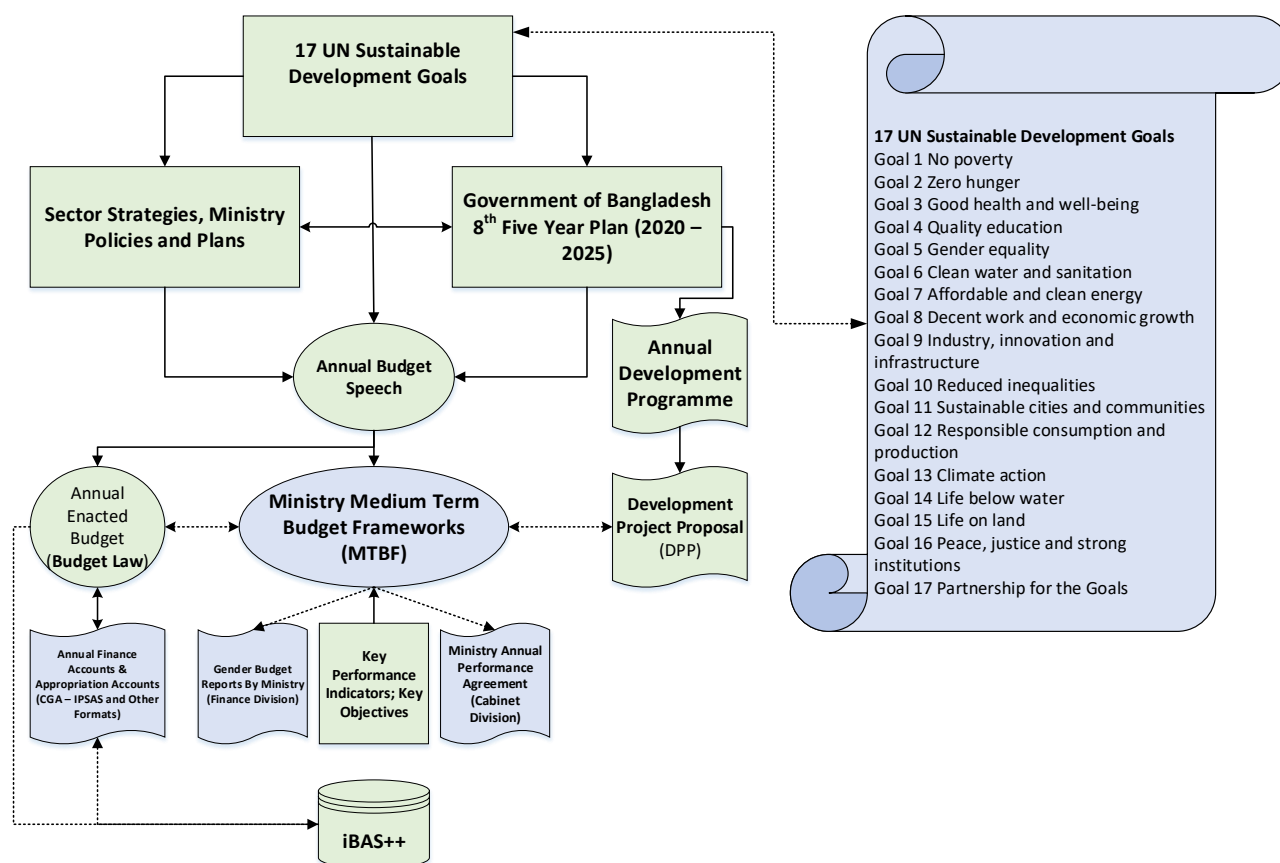 17 UN Sustainable
Development Goals
Sector Strategies, Ministry
Policies and Plans
Government of Bangladesh
8th Five Year Plan (2020 –
2025)
Annual Budget
Speech
Annual
Development
Programme
Annual
Enacted
Budget
(Budget Law)
Ministry Medium Term
Budget Frameworks
(MTBF)
Development
Project Proposal
(DPP)
Annual Finance
Accounts &
Appropriation Accounts
(CGA – IPSAS and Other
Formats)
Gender Budget
Reports By Ministry
(Finance Division)
Key
Performance
Indicators; Key
Objectives
Ministry Annual
Performance
Agreement
(Cabinet
Division)
iBAS++
17 UN Sustainable Development Goals
Goal 1 No poverty
Goal 2 Zero hunger
Goal 3 Good health and well-being
Goal 4 Quality education
Goal 5 Gender equality
Goal 6 Clean water and sanitation
Goal 7 Affordable and clean energy
Goal 8 Decent work and economic growth
Goal 9 Industry, innovation and
infrastructure
Goal 10 Reduced inequalities
Goal 11 Sustainable cities and communities
Goal 12 Responsible consumption and
production
Goal 13 Climate action
Goal 14 Life below water
Goal 15 Life on land
Goal 16 Peace, justice and strong
institutions
Goal 17 Partnership for the Goals